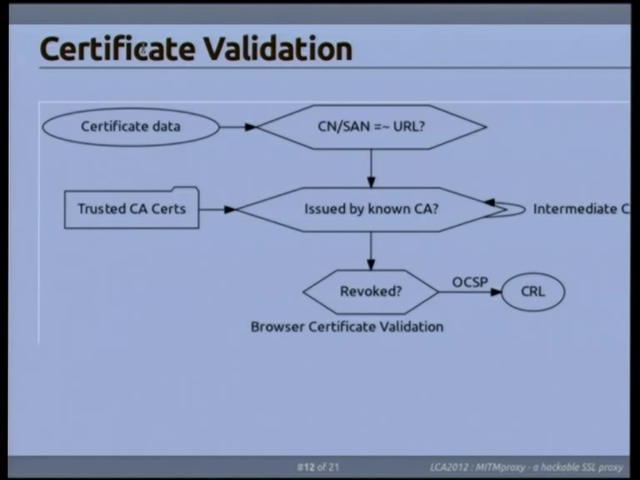 Certificate Validation
Certificate data
CN/SAN =~ URL?
Trusted CA Certs
Issued by known CA?
Intermediate C
Revoked?
OCSP
CRL
Browser Certificate Validation
#12 of 21
LCA2012 : MITMproxy - a hackable SSL proxy